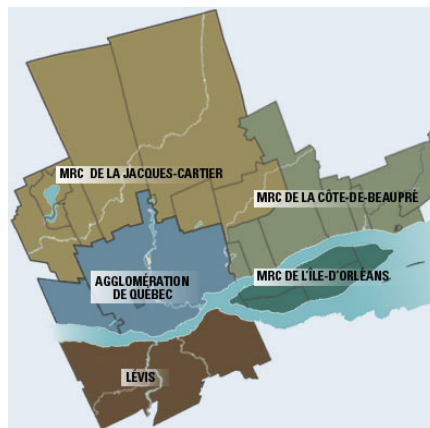 MRC DE LA JACQUES-CARTIER
MRC DE LA CÔTE-DE-BEAUPRÉ
AGGLOMÉRATION
DE QUÉBEC
MRC DE L'ÎLE-D'ORLÉANS
LÉVIS